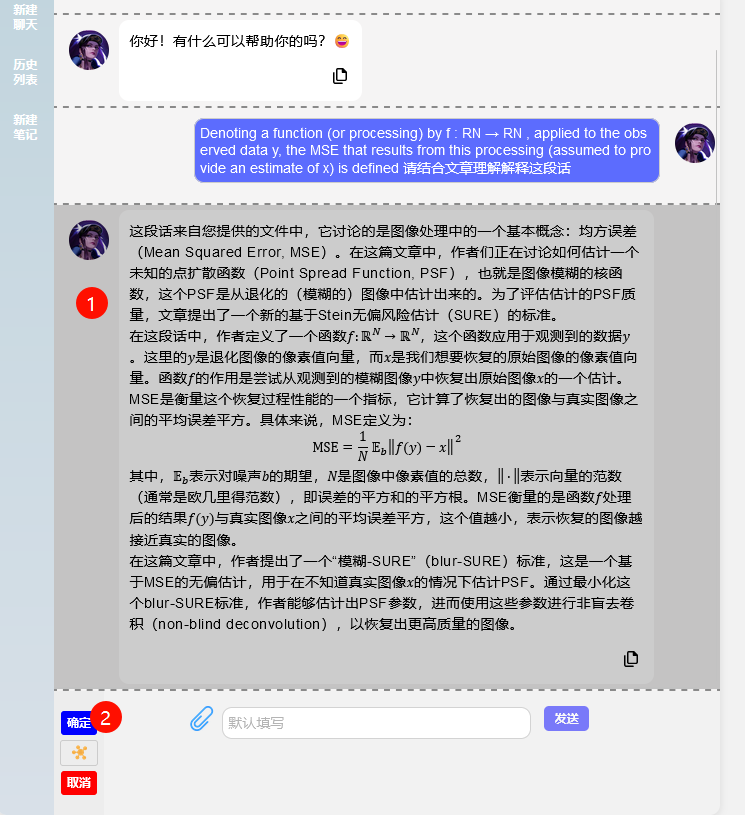 新建
聊天
历史
列表
新建
笔记
你好！有什么可以帮助你的吗？😄
Denoting a function (or processing) by f : RN → RN , applied to the obs
erved data y, the MSE that results from this processing (assumed to pro
vide an estimate of x) is defined 请结合文章理解解释这段话
这段话来自您提供的文件中，它讨论的是图像处理中的一个基本概念：均方误差
（Mean Squared Error, MSE）。在这篇文章中，作者们正在讨论如何估计一个
未知的点扩散函数（Point Spread Function, PSF），也就是图像模糊的核函
数，这个PSF是从退化的（模糊的）图像中估计出来的。为了评估估计的PSF质
量，文章提出了一个新的基于Stein无偏风险估计（SURE）的标准。
在这段话中，作者定义了一个函数f: ℝᴺ → ℝᴺ，这个函数应用于观测到的数据y
。这里的y是退化图像的像素值向量，而x是我们想要恢复的原始图像的像素值向
量。函数f的作用是尝试从观测到的模糊图像y中恢复出原始图像x的一个估计。
MSE是衡量这个恢复过程性能的一个指标，它计算了恢复出的图像与真实图像之
间的平均误差平方。具体来说，MSE定义为：
MSE = 1/N 𝔼_b‖f(y) − x‖²
其中，𝔼_b表示对噪声b的期望，N是图像中像素值的总数，‖·‖表示向量的范数
（通常是欧几里得范数），即误差的平方和的平方根。MSE衡量的是函数f处理
后的结果f(y)与真实图像x之间的平均误差平方，这个值越小，表示恢复的图像越
接近真实的图像。
在这篇文章中，作者提出了一个“模糊-SURE”（blur-SURE）标准，这是一个基
于MSE的无偏估计，用于在不知道真实图像x的情况下估计PSF。通过最小化这
个blur-SURE标准，作者能够估计出PSF参数，进而使用这些参数进行非盲去卷
积（non-blind deconvolution），以恢复出更高质量的图像。
1
确定
2
默认填写
发送
取消